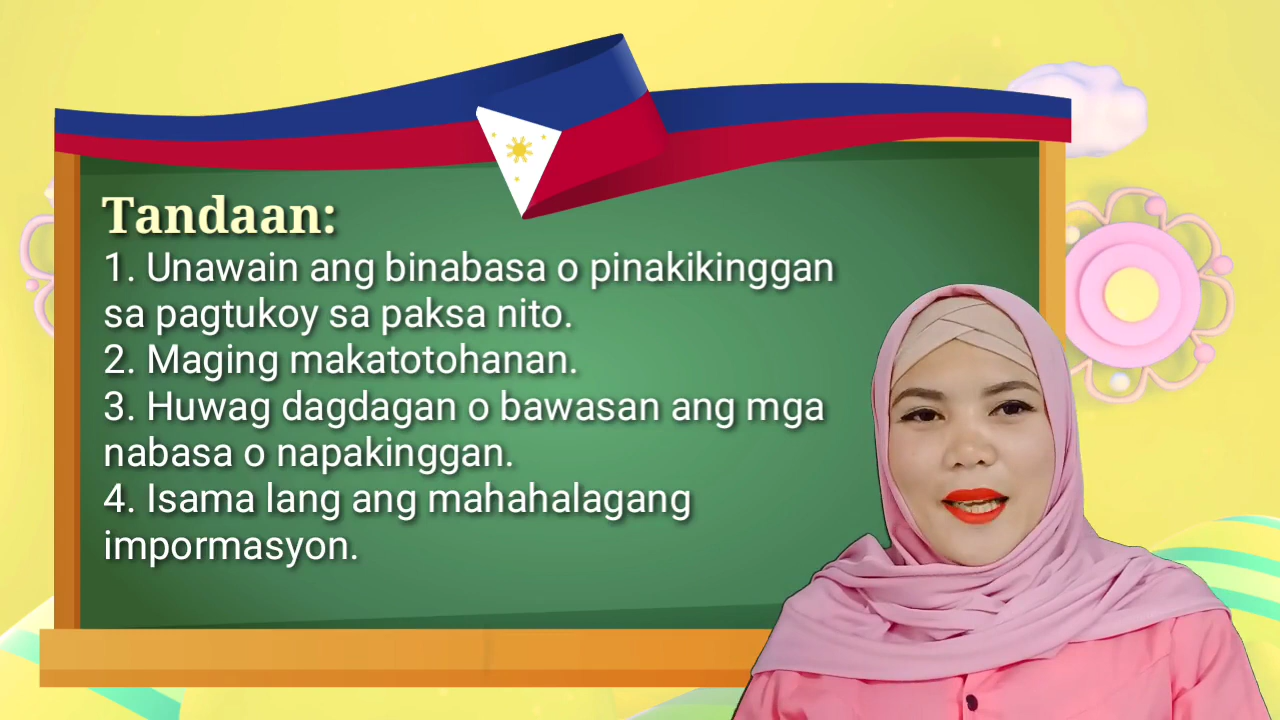 Tandaan:
1. Unawain ang binabasa o pinakikinggan
sa pagtukoy sa paksa nito.
2. Maging makatotohanan.
3. Huwag dagdagan o bawasan ang mga
nabasa o napakinggan.
4. Isama lang ang mahahalagang
impormasyon.